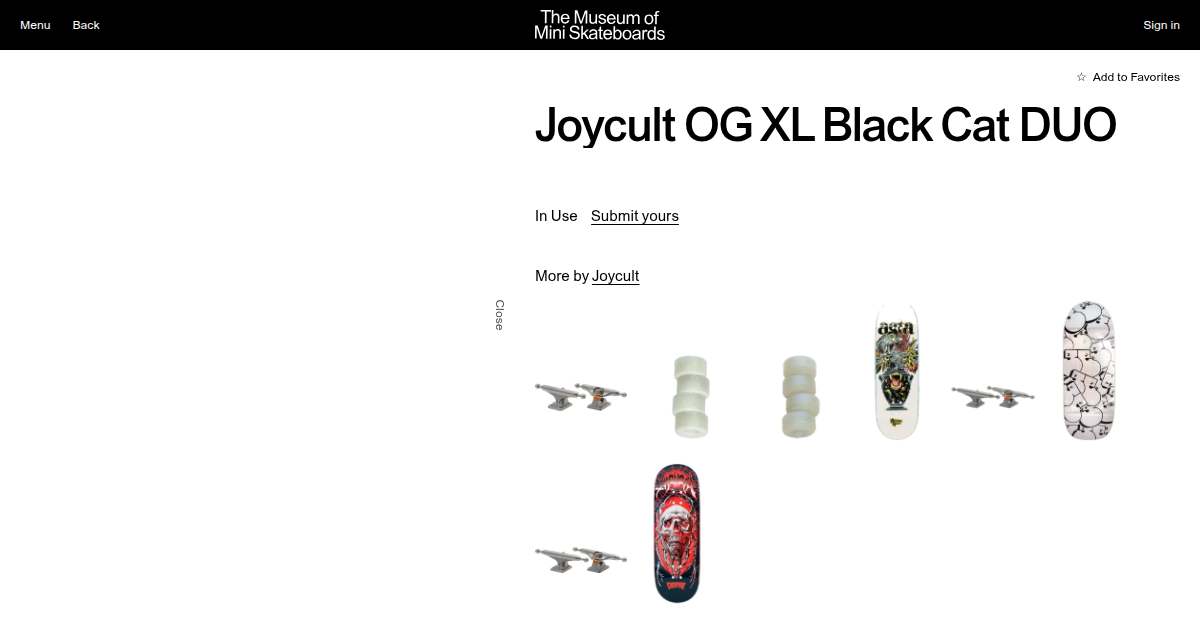 Menu
Back
The Museum of
Mini Skateboards
Sign in
☆ Add to Favorites
Joycult OG XL Black Cat DUO
In Use Submit yours
More by Joycult
Close